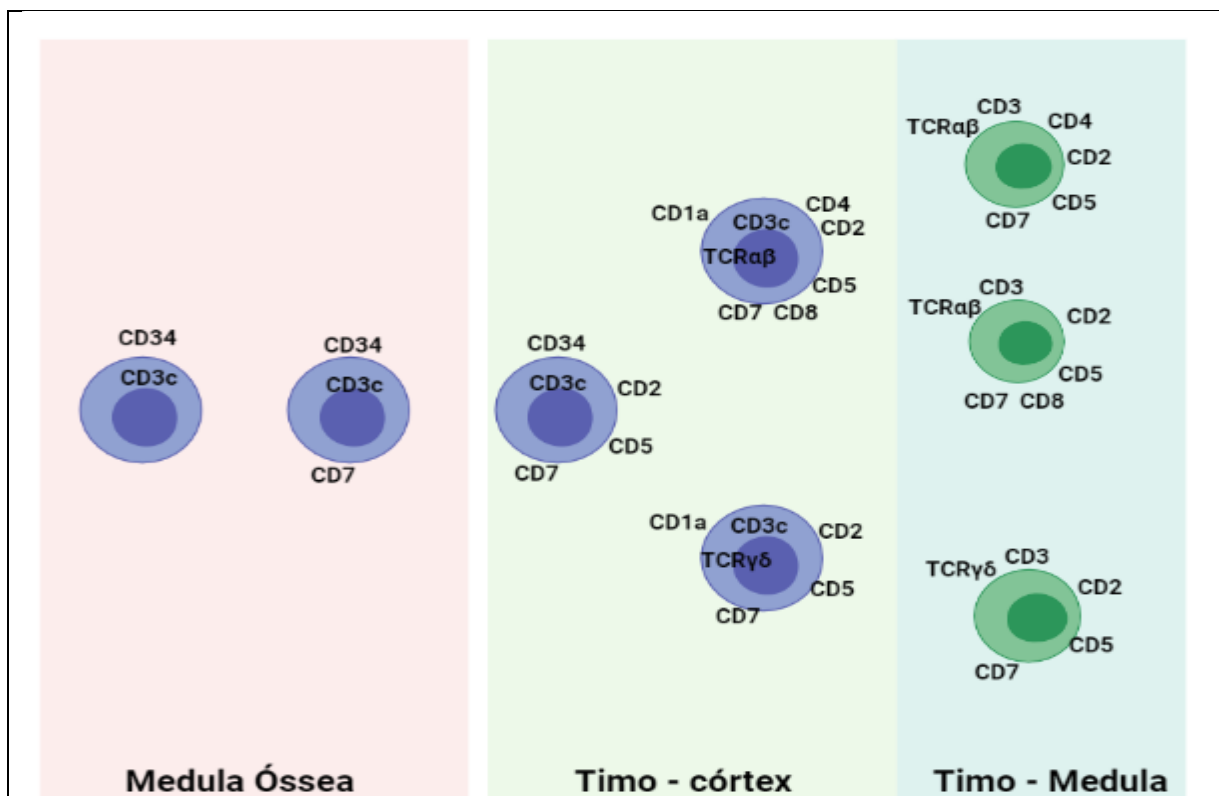 CD34
CD3c
CD34
CD3c
CD7
CD34
CD3c
CD2
CD5
CD7
CD1a
CD3c
CD4
CD2
TCRαβ
CD5
CD7 CD8
CD1a
CD3c
CD2
TCRγδ
CD5
CD7
CD3
TCRαβ
CD4
CD2
CD5
CD7
CD3
TCRαβ
CD2
CD5
CD7 CD8
CD3
TCRγδ
CD2
CD5
CD7
Medula Óssea
Timo - córtex
Timo - Medula